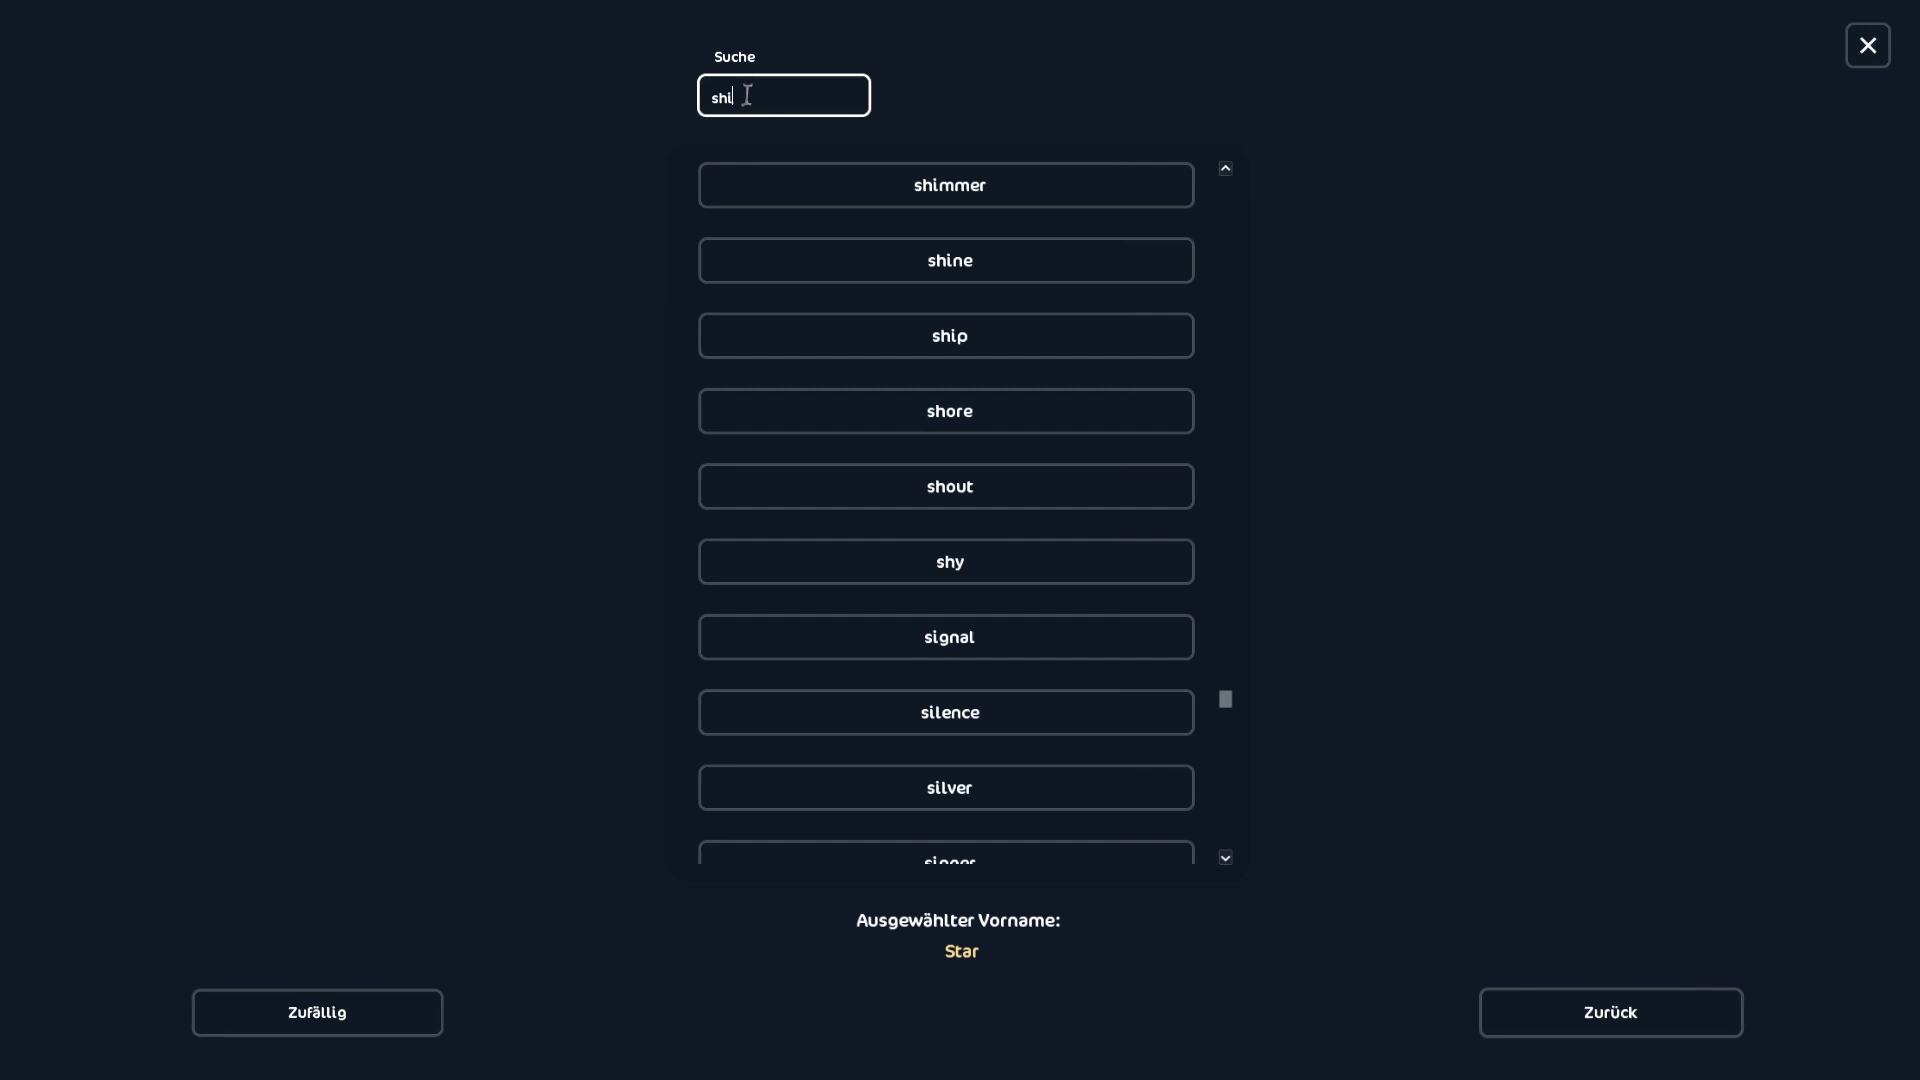 Suche
shi
shimmer
shine
ship
shore
shout
shy
signal
silence
silver
Ausgewählter Vorname:
Star
Zufällig
Zurück